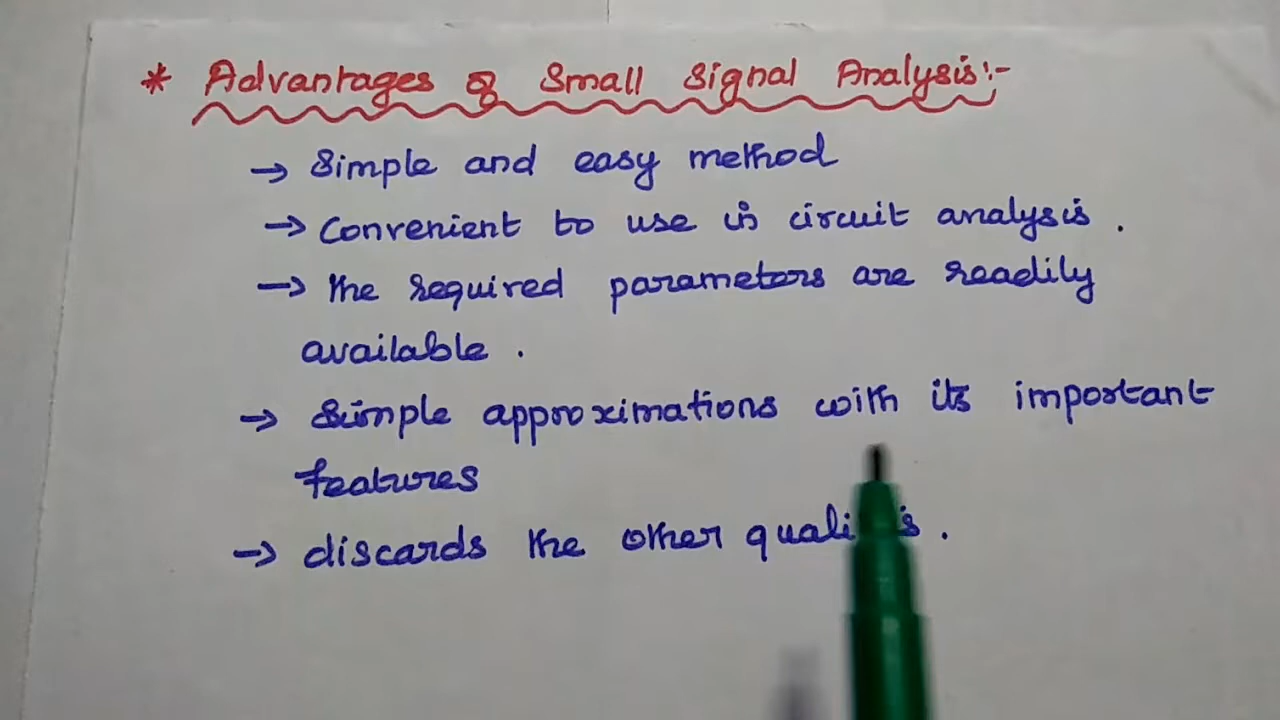 * Advantages of Small Signal Analysis:-
→ Simple and easy method
→ Convenient to use in circuit analysis.
→ The required parameters are readily
available.
→ Simple approximations with its important
features
→ discards the other